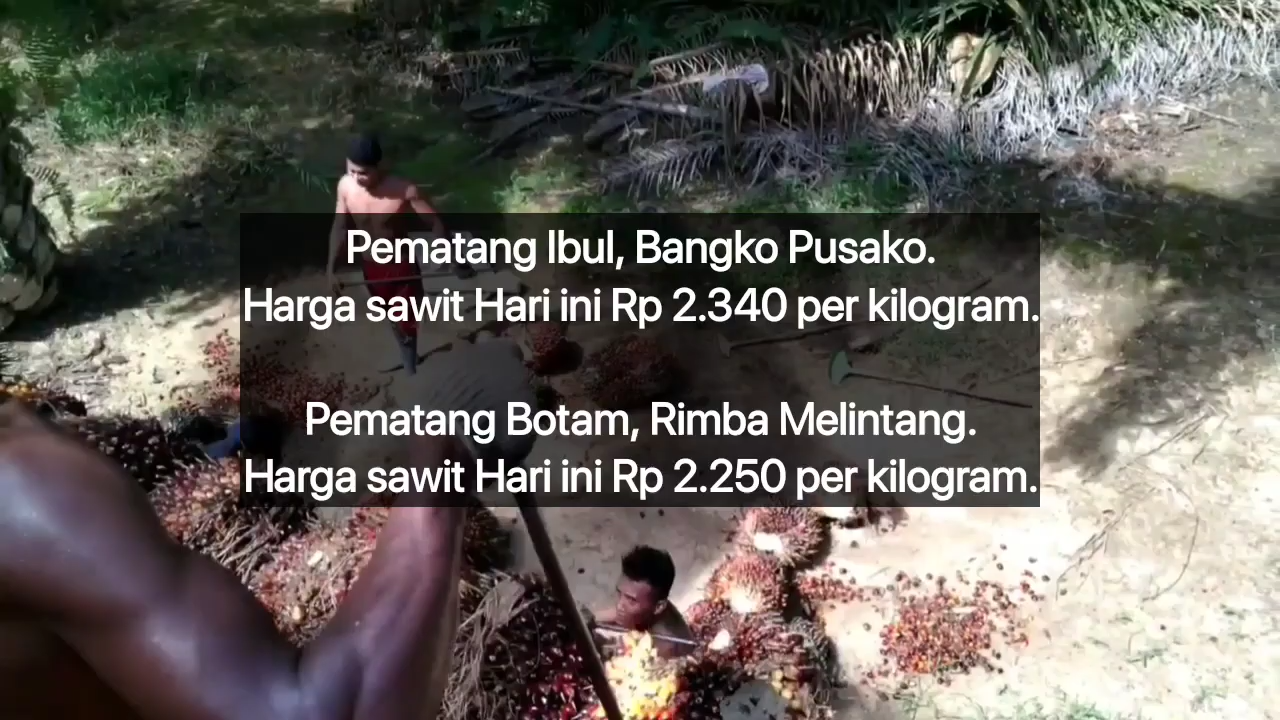 Pematang Ibul, Bangko Pusako.
Harga sawit Hari ini Rp 2.340 per kilogram.
Pematang Botam, Rimba Melintang.
Harga sawit Hari ini Rp 2.250 per kilogram.